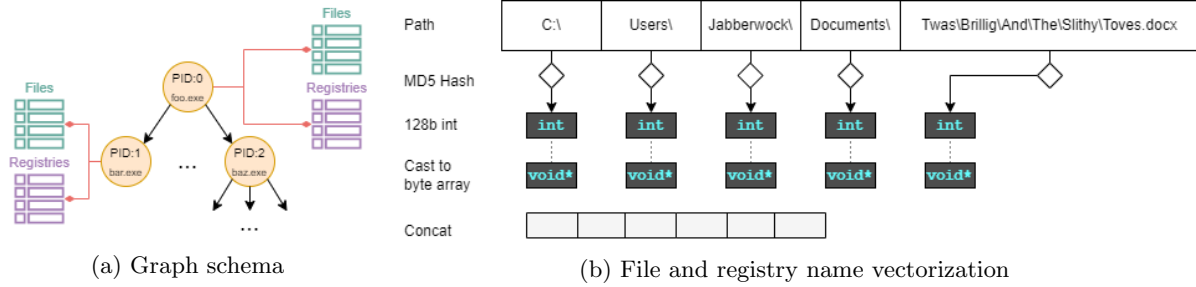 Files
PID:0
foo.exe
Registries
Files
Registries
PID:1
bar.exe
...
PID:2
baz.exe
...
(a) Graph schema
Path
C:\
Users\
Jabberwock\
Documents\
Twas\Brillig\And\The\Slithy\Toves.docx
MD5 Hash
128b int
int
int
int
int
int
Cast to
byte array
void*
void*
void*
void*
void*
Concat
(b) File and registry name vectorization